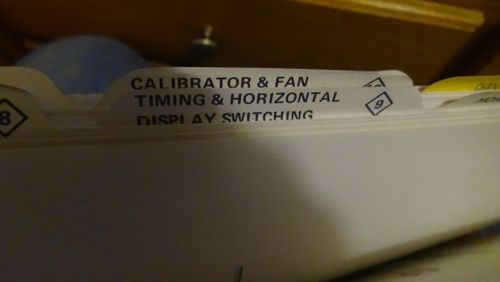 CALIBRATOR & FAN
TIMING & HORIZONTAL
DISPLAY SWITCHING
8
9